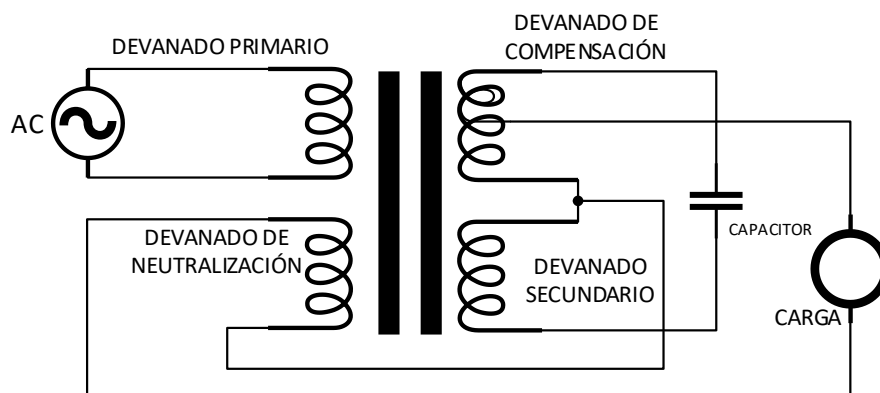 DEVANADO PRIMARIO
DEVANADO DE
COMPENSACIÓN
AC
DEVANADO DE
NEUTRALIZACIÓN
DEVANADO
SECUNDARIO
CAPACITOR
CARGA